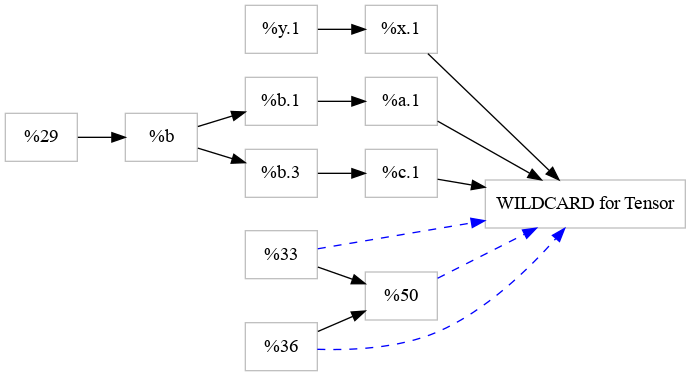 %y.1
%x.1
%b.1
%a.1
%29
%b
%b.3
%c.1
WILDCARD for Tensor
%33
%50
%36